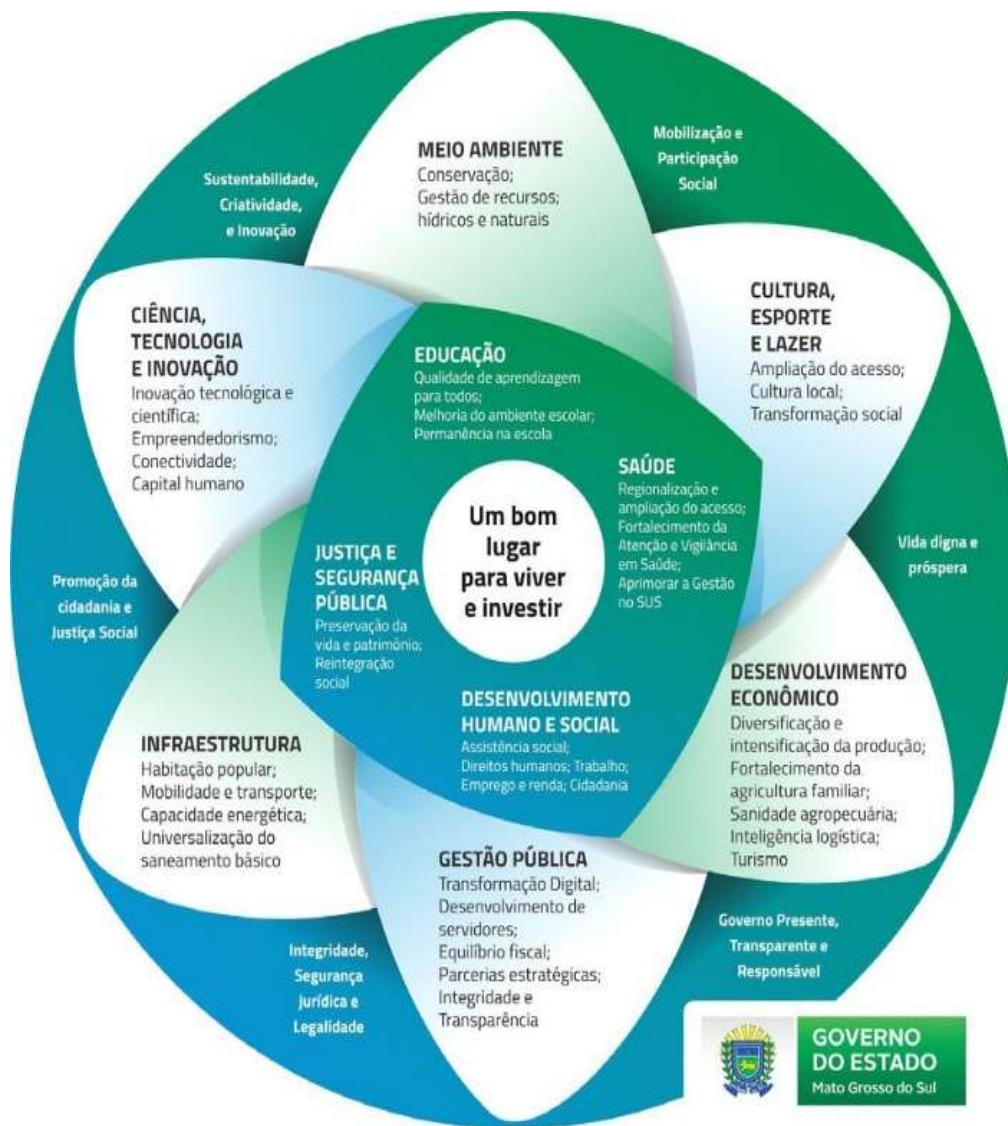 MEIO AMBIENTE
Conservação;
Gestão de recursos;
hídricos e naturais
Mobilização e
Participação
Social
Sustentabilidade,
Criatividade,
e Inovação
CULTURA,
ESPORTE
E LAZER
Ampliação do acesso;
Cultura local;
Transformação social
CIÊNCIA,
TECNOLOGIA
E INOVAÇÃO
Inovação tecnológica e
científica;
Empreendedorismo;
Conectividade;
Capital humano
EDUCAÇÃO
Qualidade de aprendizagem
para todos;
Melhoria do ambiente escolar;
Permanência na escola
SAÚDE
Regionalização e
ampliação do acesso;
Fortalecimento da
Atenção e Vigilância
em Saúde;
Aprimorar a Gestão
no SUS
Um bom
lugar
para viver
e investir
JUSTIÇA E
SEGURANÇA
PÚBLICA
Preservação da
vida e patrimônio;
Reintegração
social
Vida digna e
próspera
Promoção da
cidadania e
Justiça Social
DESENVOLVIMENTO
HUMANO E SOCIAL
Assistência social;
Direitos humanos; Trabalho;
Emprego e renda; Cidadania
DESENVOLVIMENTO
ECONÔMICO
Diversificação e
intensificação da produção;
Fortalecimento da
agricultura familiar;
Sanidade agropecuária;
Inteligência logística;
Turismo
INFRAESTRUTURA
Habitação popular;
Mobilidade e transporte;
Capacidade energética;
Universalização do
saneamento básico
GESTÃO PÚBLICA
Transformação Digital;
Desenvolvimento de
servidores;
Equilíbrio fiscal;
Parcerias estratégicas;
Integridade e
Transparência
Governo Presente,
Transparente e
Responsável
Integridade,
Segurança
Jurídica e
Legalidade
GOVERNO
DO ESTADO
Mato Grosso do Sul